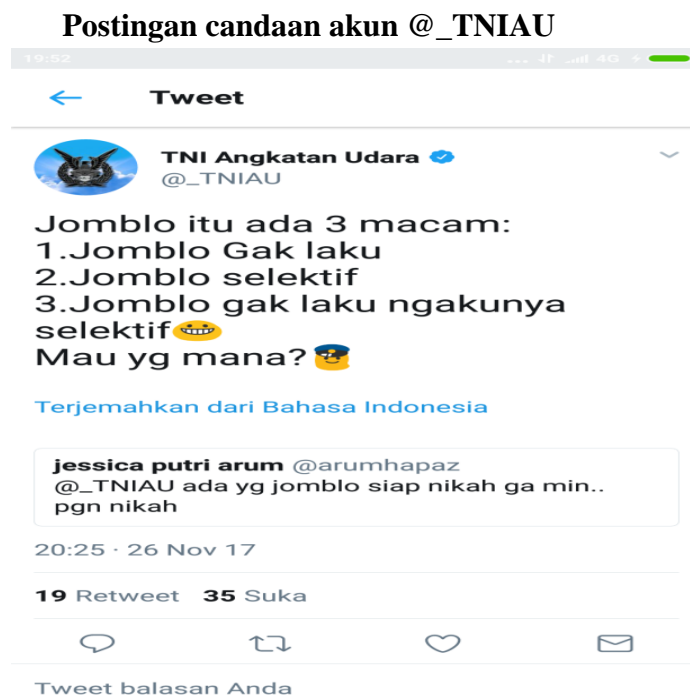 Postingan candaan akun @_TNIAU
19:52
4G
Tweet
TNI Angkatan Udara
@_TNIAU
Jomblo itu ada 3 macam:
1.Jomblo Gak laku
2.Jomblo selektif
3.Jomblo gak laku ngakunya
selektif😀
Mau yg mana?👮
Terjemahkan dari Bahasa Indonesia
jessica putri arum @arumhapaz
@_TNIAU ada yg jomblo siap nikah ga min..
pgn nikah
20:25 · 26 Nov 17
19 Retweet 35 Suka
Tweet balasan Anda